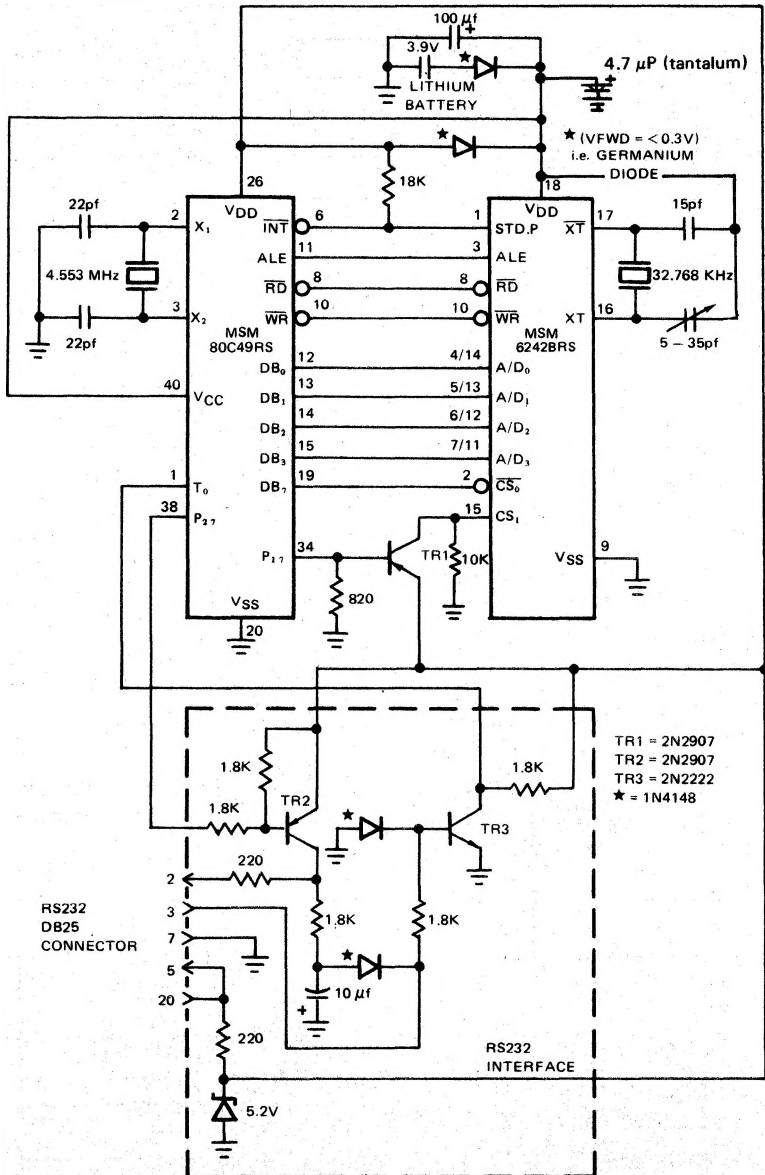 100 µf
+
3.9V
★
LITHIUM
BATTERY
4.7 µP (tantalum)
★
★ (VFWD = <0.3V)
i.e. GERMANIUM
DIODE
26
18K
18
22pf
2
VDD
X1
INT
6
1
STD.P
VDD
XT
17
15pf
ALE
11
3
ALE
4.553 MHz
RD
8
8
RD
32.768 KHz
3
X2
WR
10
10
WR
XT
16
22pf
MSM
80C49RS
MSM
6242BRS
5 – 35pf
DB0
12
4/14
A/D0
40
VCC
DB1
13
5/13
A/D1
DB2
14
6/12
A/D2
DB3
15
7/11
A/D3
1
T0
DB7
19
2
CS0
38
P27
15
CS1
P17
34
TR1
10K
VSS
9
820
VSS
20
TR1 = 2N2907
TR2 = 2N2907
TR3 = 2N2222
★ = 1N4148
1.8K
1.8K
1.8K
TR2
★
TR3
220
2
RS232
DB25
CONNECTOR
3
1.8K
1.8K
7
★
5
10 µf
+
20
220
RS232
INTERFACE
5.2V